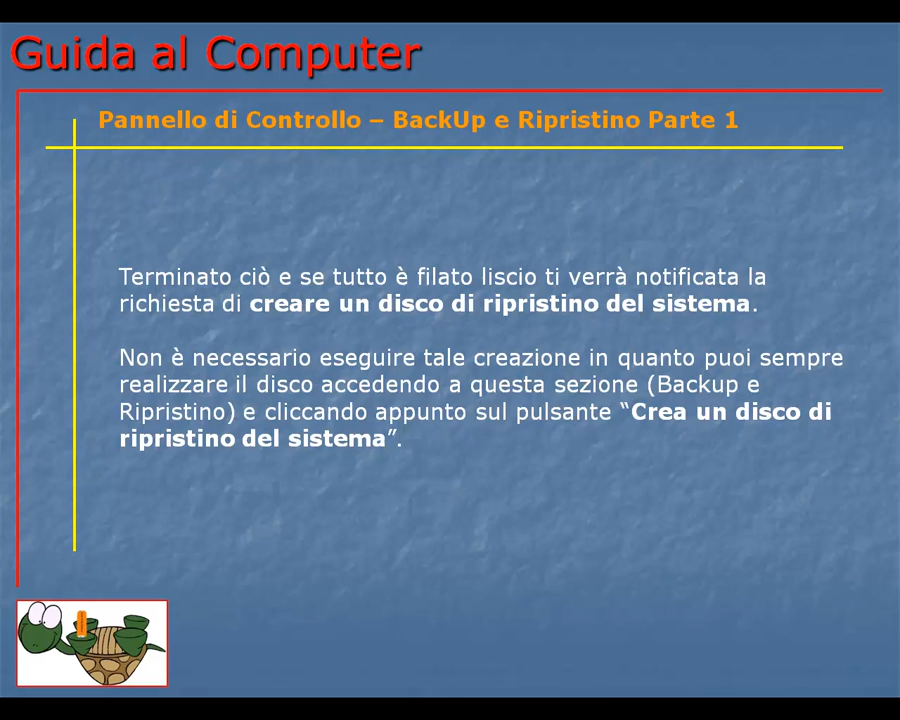 Guida al Computer
Pannello di Controllo – BackUp e Ripristino Parte 1
Terminato ciò e se tutto è filato liscio ti verrà notificata la
richiesta di creare un disco di ripristino del sistema.
Non è necessario eseguire tale creazione in quanto puoi sempre
realizzare il disco accedendo a questa sezione (Backup e
Ripristino) e cliccando appunto sul pulsante “Crea un disco di
ripristino del sistema”.